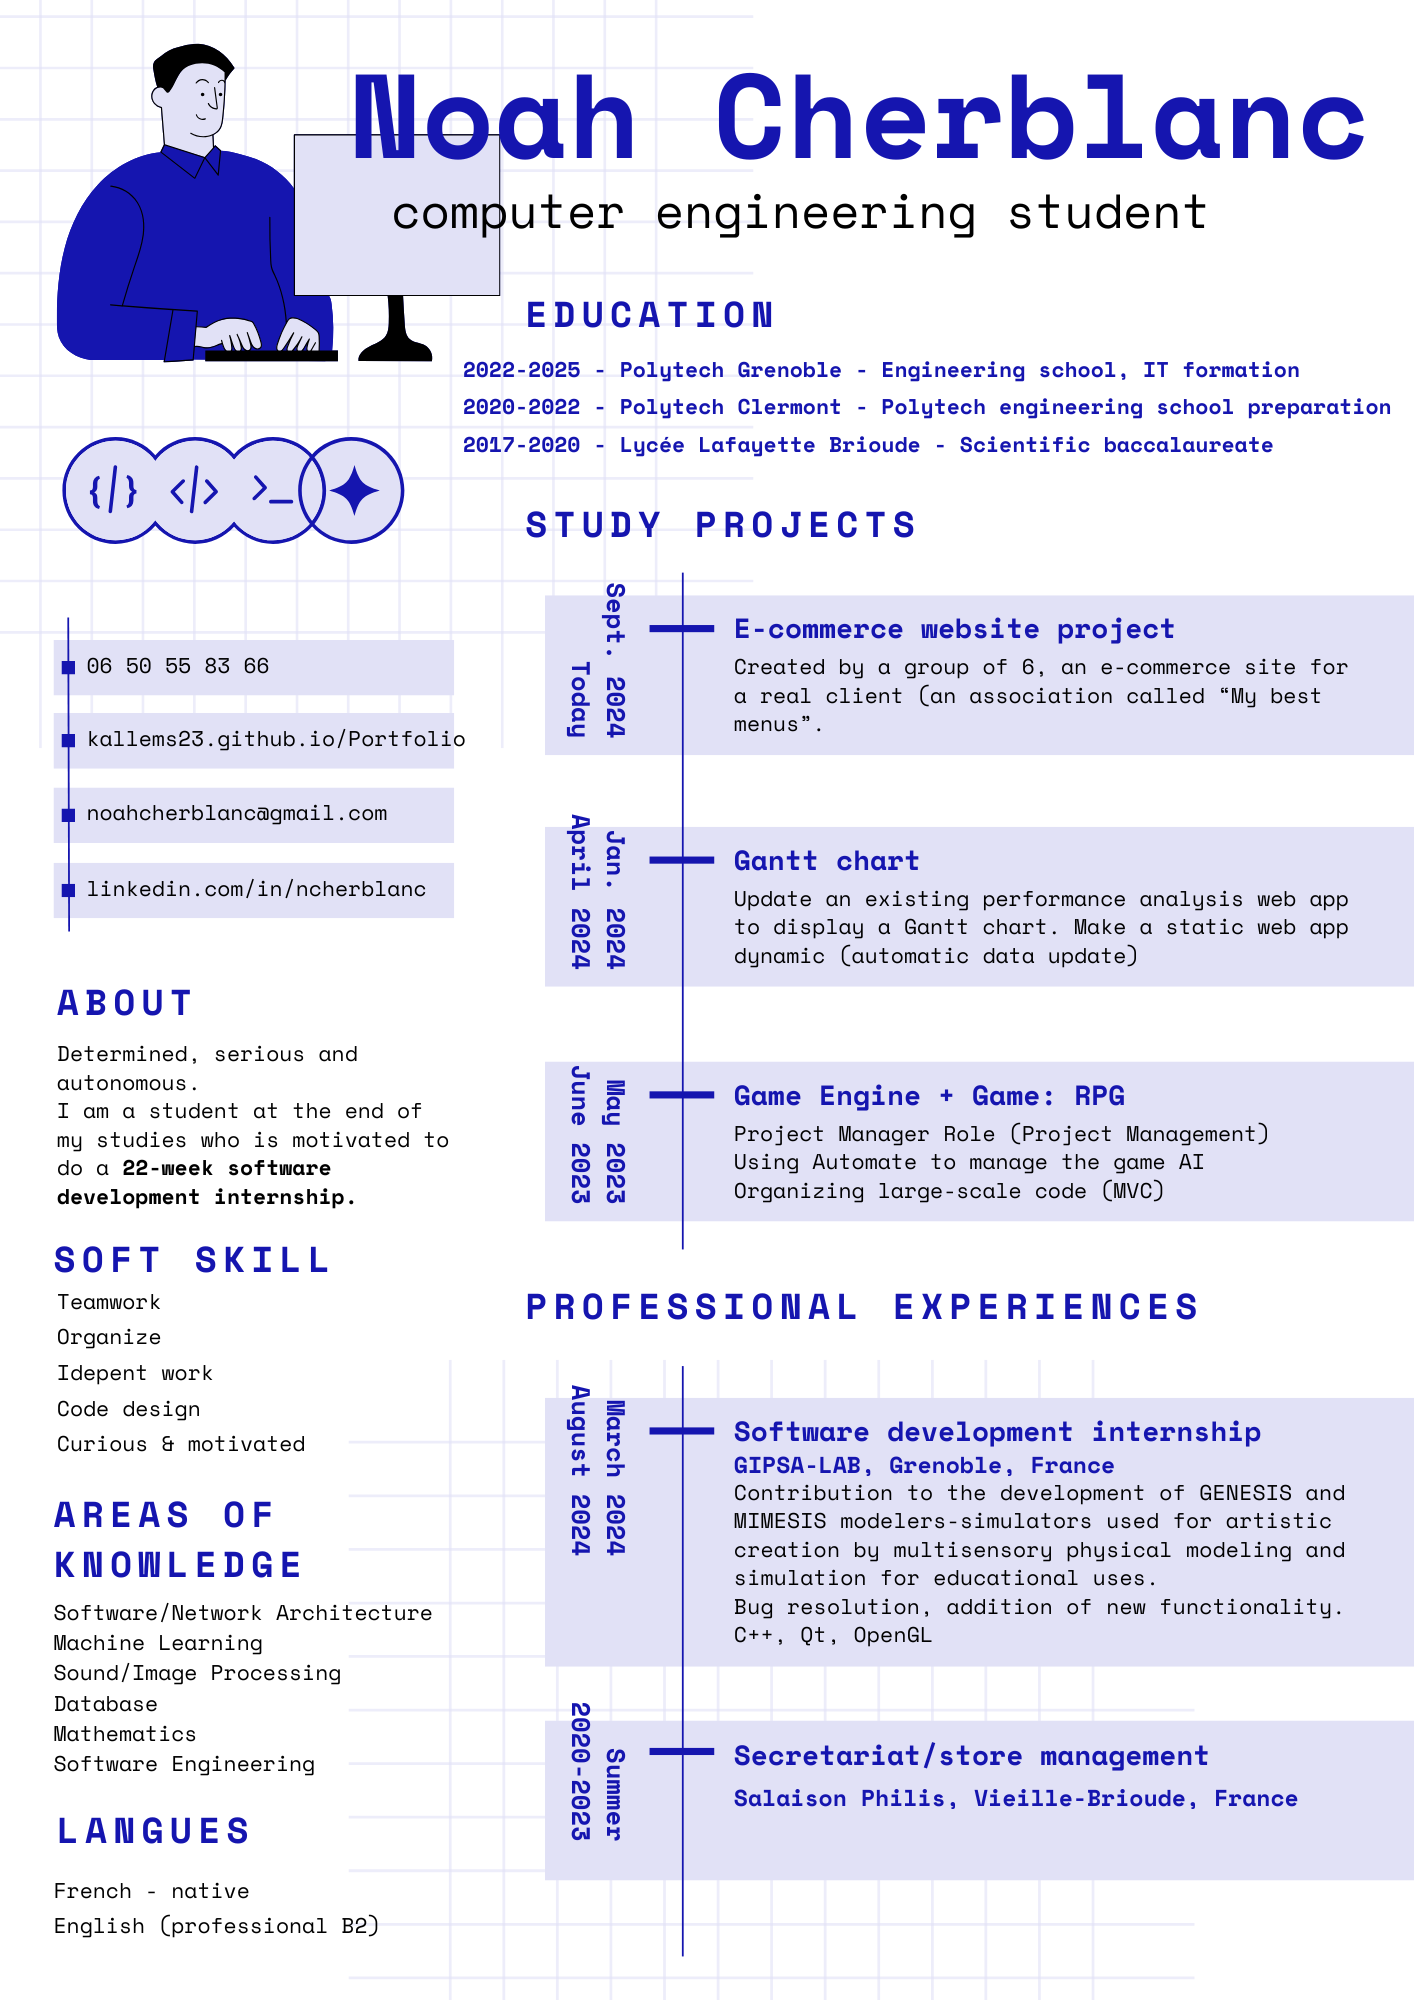 Noah Cherblanc
computer engineering student
EDUCATION
2022-2025 - Polytech Grenoble - Engineering school, IT formation
2020-2022 - Polytech Clermont - Polytech engineering school preparation
2017-2020 - Lycée Lafayette Brioude - Scientific baccalaureate
{/} </> >_
06 50 55 83 66
kallems23.github.io/Portfolio
noahcherblanc@gmail.com
linkedin.com/in/ncherblanc
ABOUT
Determined, serious and
autonomous.
I am a student at the end of
my studies who is motivated to
do a 22-week software
development internship.
SOFT SKILL
Teamwork
Organize
Idepent work
Code design
Curious & motivated
AREAS OF
KNOWLEDGE
Software/Network Architecture
Machine Learning
Sound/Image Processing
Database
Mathematics
Software Engineering
LANGUES
French - native
English (professional B2)
STUDY PROJECTS
Sept. 2024
Today
E-commerce website project
Created by a group of 6, an e-commerce site for
a real client (an association called “My best
menus”.
Jan. 2024
April 2024
Gantt chart
Update an existing performance analysis web app
to display a Gantt chart. Make a static web app
dynamic (automatic data update)
May 2023
June 2023
Game Engine + Game: RPG
Project Manager Role (Project Management)
Using Automate to manage the game AI
Organizing large-scale code (MVC)
PROFESSIONAL EXPERIENCES
March 2024
August 2024
Software development internship
GIPSA-LAB, Grenoble, France
Contribution to the development of GENESIS and
MIMESIS modelers-simulators used for artistic
creation by multisensory physical modeling and
simulation for educational uses.
Bug resolution, addition of new functionality.
C++, Qt, OpenGL
Summer
2020-2023
Secretariat/store management
Salaison Philis, Vieille-Brioude, France